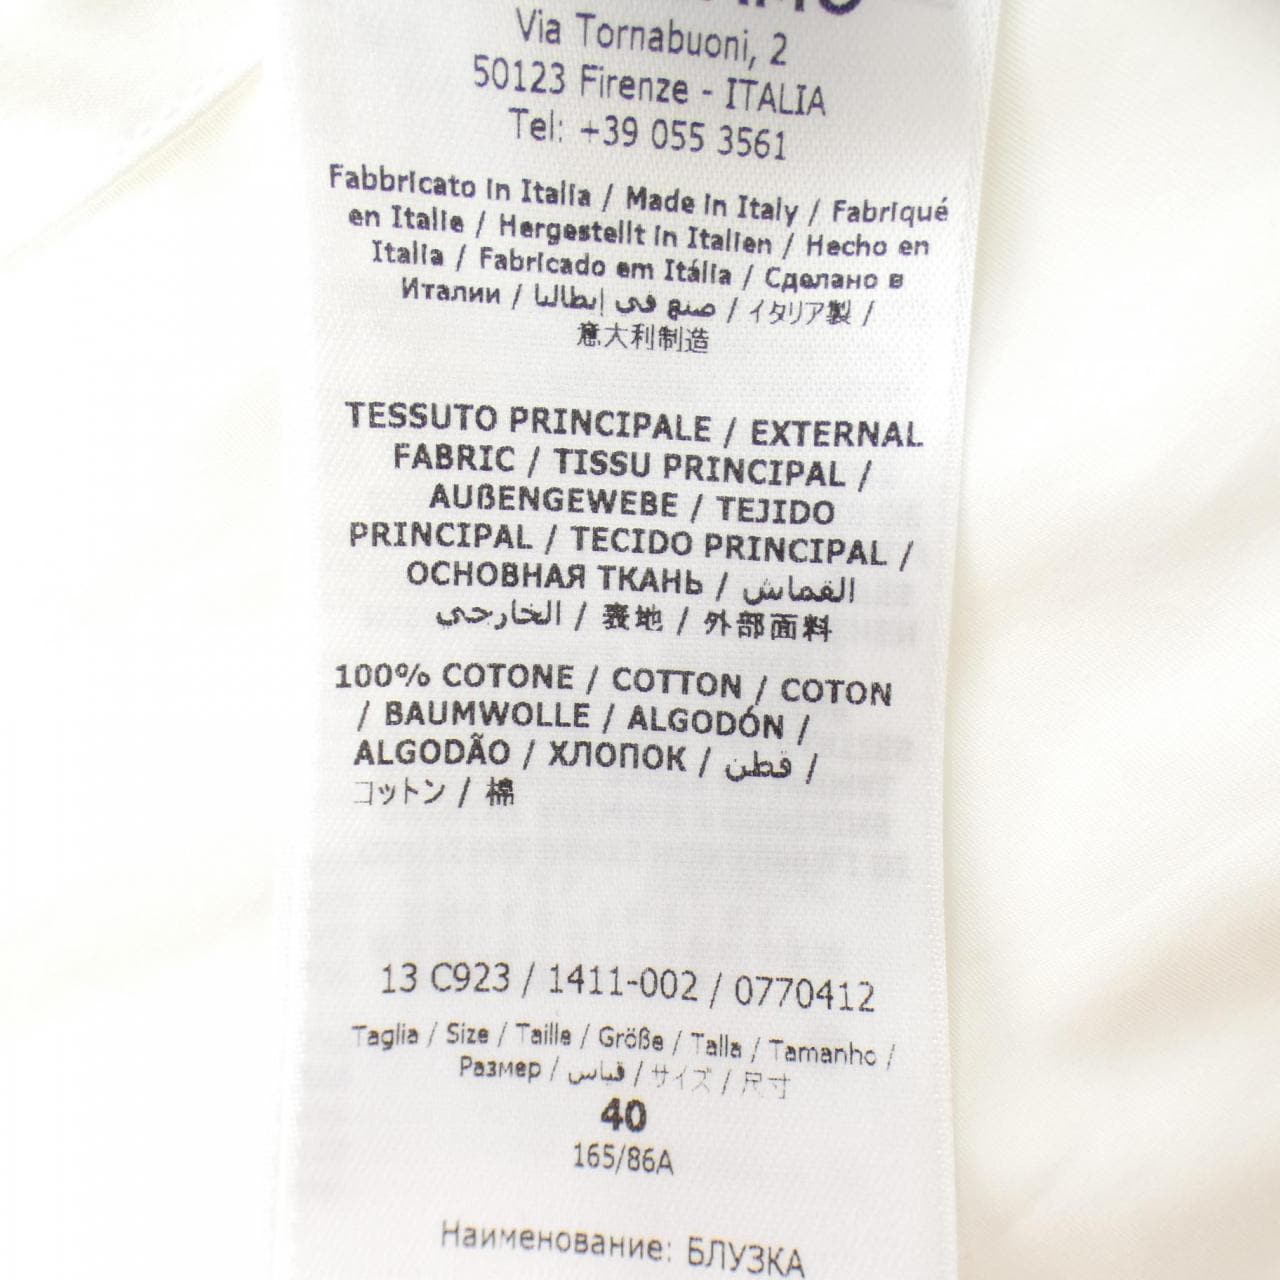 Via Tornabuoni, 2
50123 Firenze - ITALIA
Tel: +39 055 3561
Fabbricato in Italia / Made in Italy / Fabriqué
en Italie / Hergestellt in Italien / Hecho en
Italia / Fabricado em Itália / Сделано в
Италии / صنع في إيطاليا / イタリア製 /
意大利制造
TESSUTO PRINCIPALE / EXTERNAL
FABRIC / TISSU PRINCIPAL /
AUßENGEWEBE / TEJIDO
PRINCIPAL / TECIDO PRINCIPAL /
ОСНОВНАЯ ТКАНЬ / القماش
الخارجي / 表地 / 外部面料
100% COTONE / COTTON / COTON
/ BAUMWOLLE / ALGODÓN /
ALGODÃO / ХЛОПОК / قطن /
コットン / 棉
13 C923 / 1411-002 / 0770412
Taglia / Size / Taille / Größe / Talla / Tamanho /
Размер / قياس / サイズ / 尺寸
40
165/86A
Наименование: БЛУЗКА